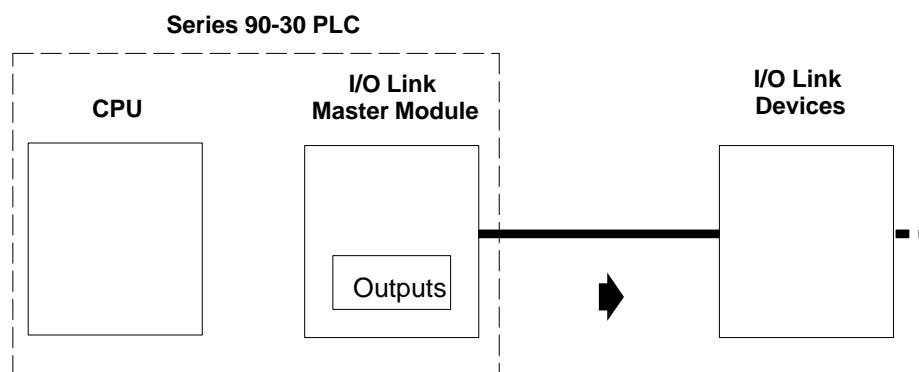 Series 90-30 PLC
CPU
I/O Link
Master Module
I/O Link
Devices
Outputs